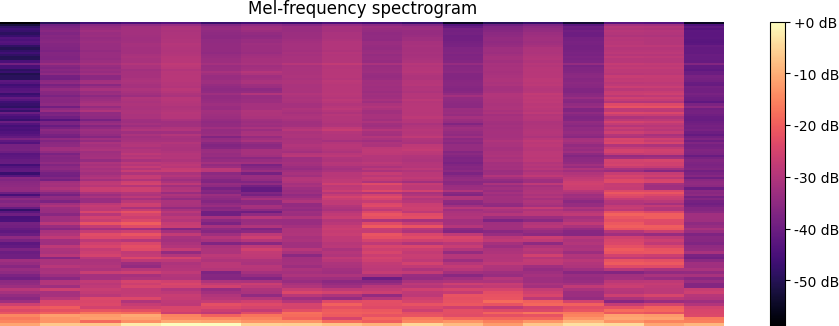 Mel-frequency spectrogram
+0 dB
-10 dB
-20 dB
-30 dB
-40 dB
-50 dB